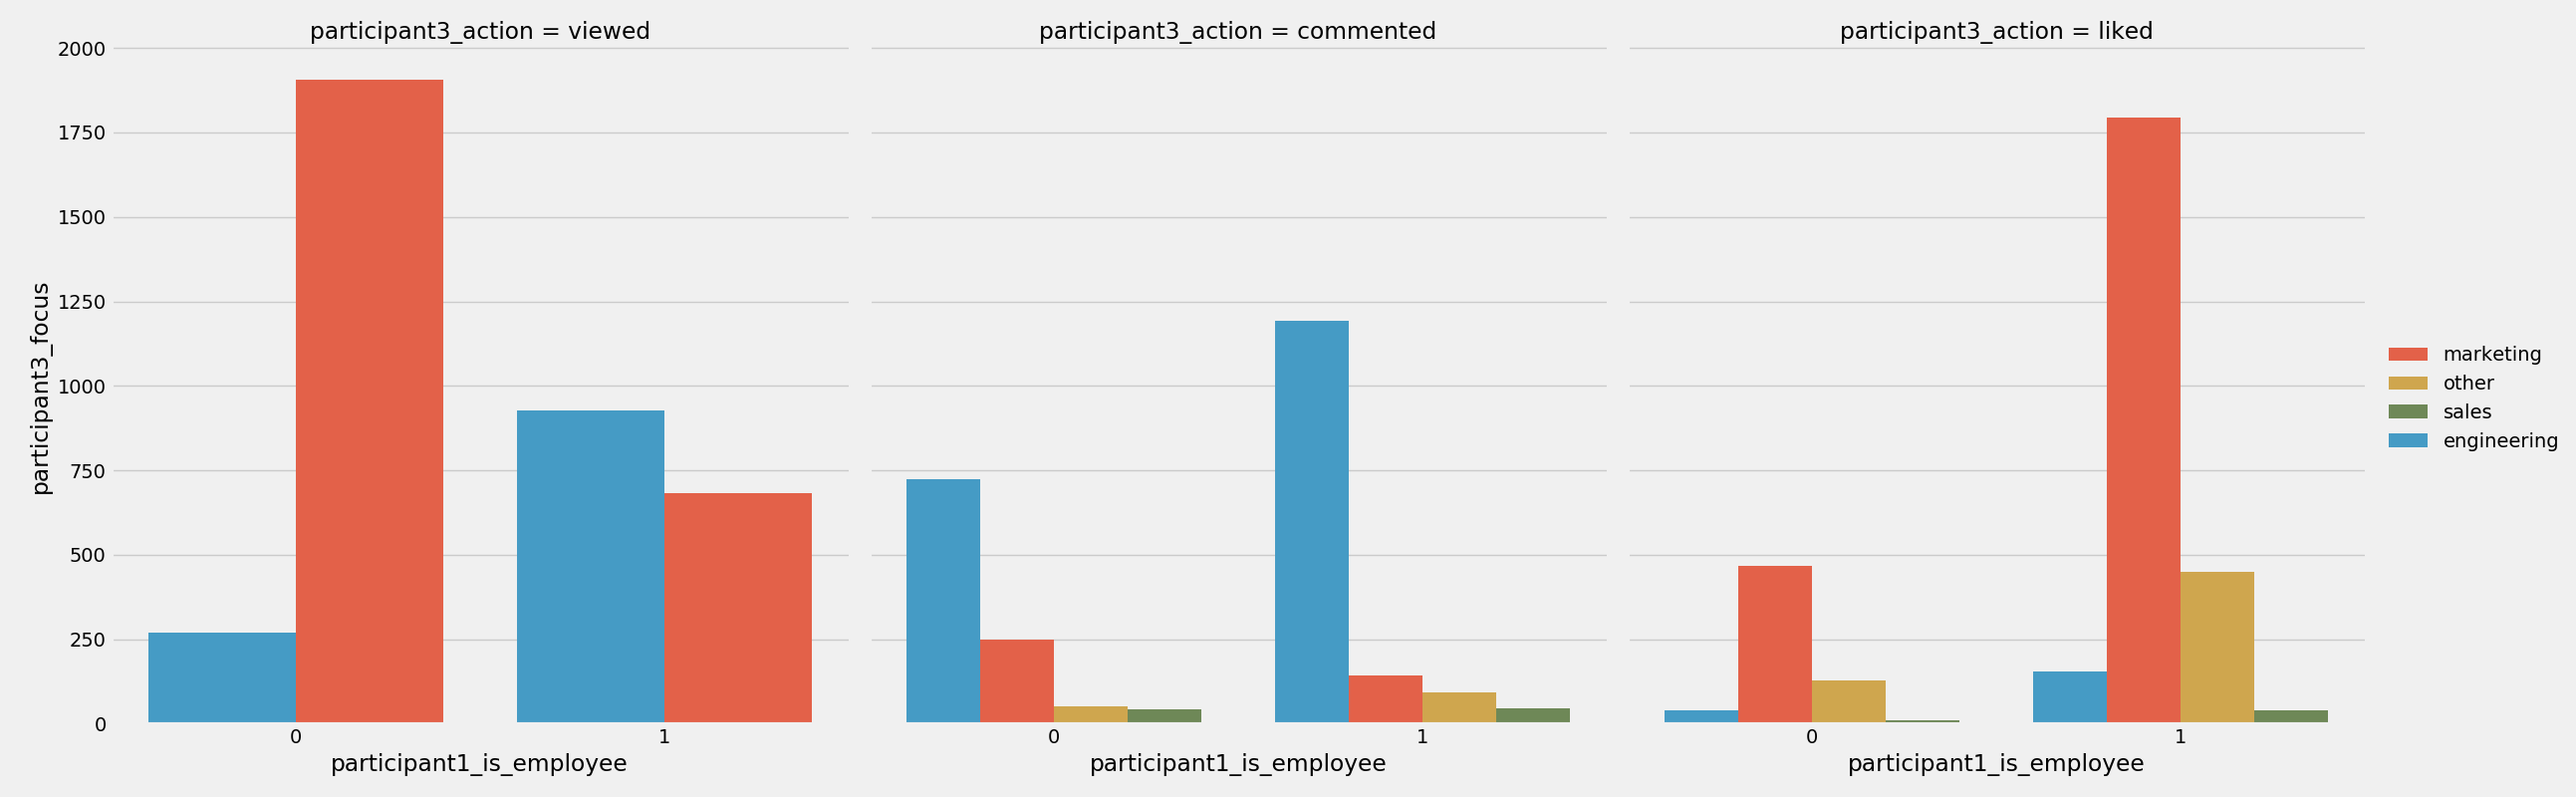 participant3_action = viewed
participant3_action = commented
participant3_action = liked
2000
1750
1500
1250
1000
750
500
250
0
participant3_focus
0 1
0 1
0 1
participant1_is_employee
participant1_is_employee
participant1_is_employee
marketing
other
sales
engineering